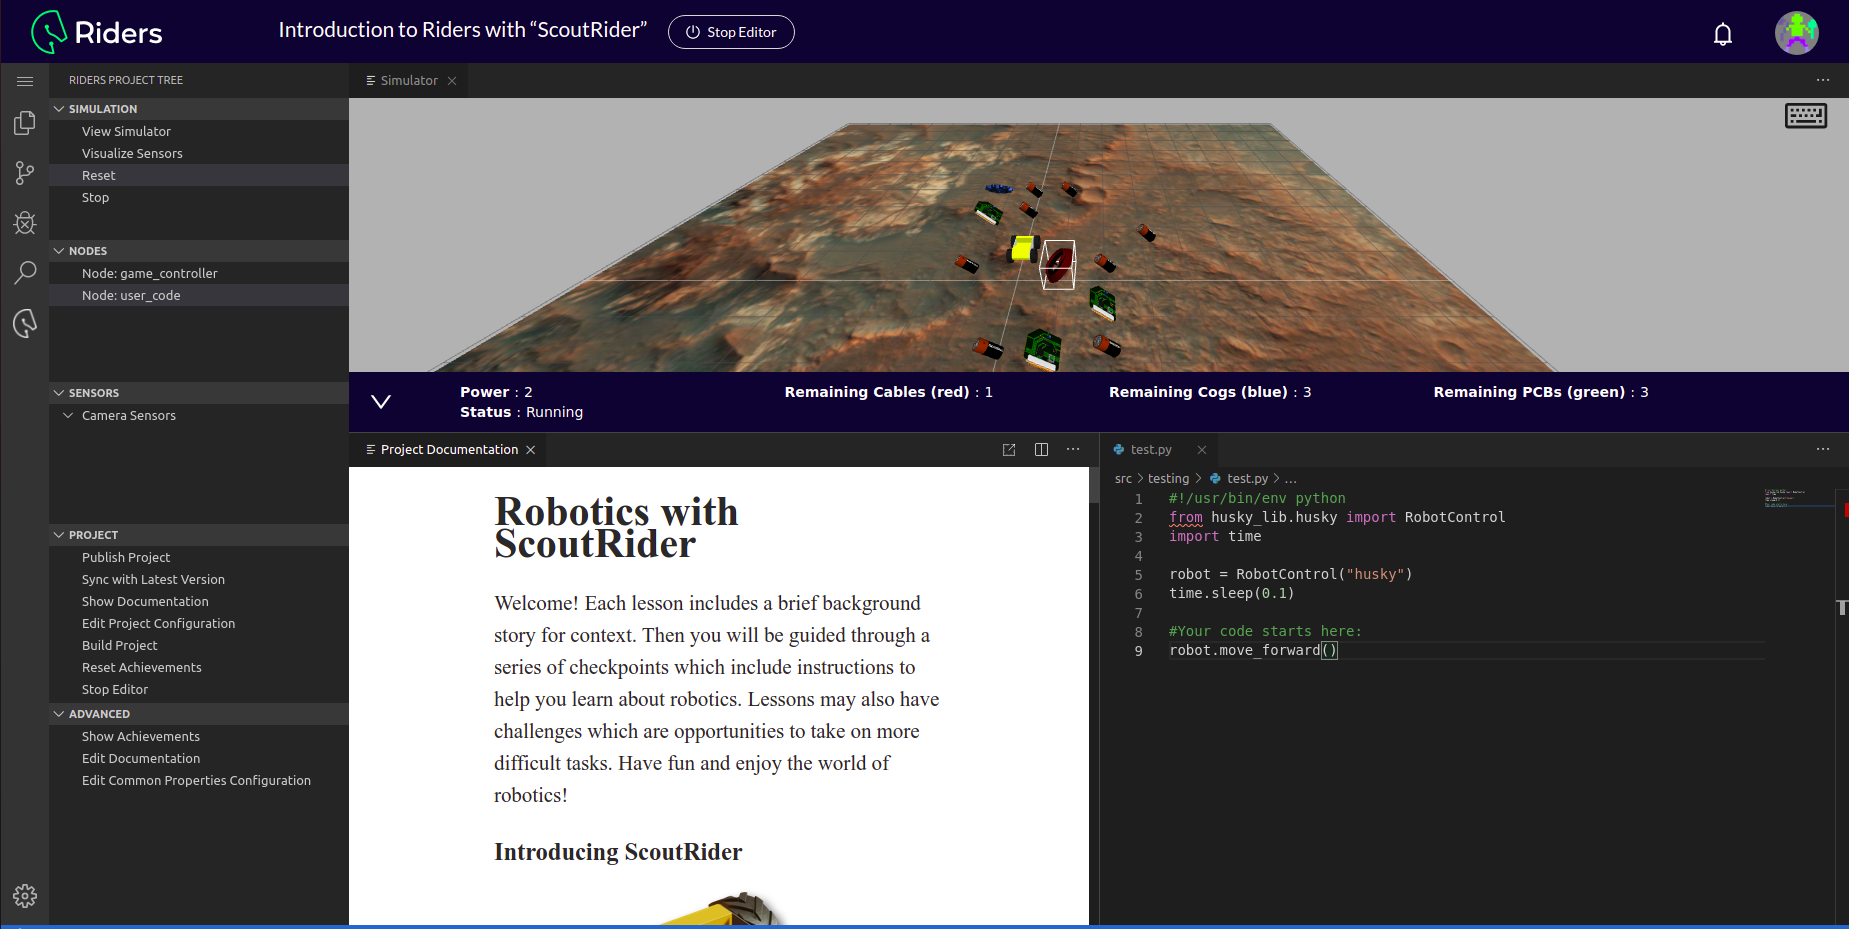 Riders
Introduction to Riders with “ScoutRider”
Stop Editor
RIDERS PROJECT TREE
SIMULATION
View Simulator
Visualize Sensors
Reset
Stop
NODES
Node: game_controller
Node: user_code
SENSORS
Camera Sensors
PROJECT
Publish Project
Sync with Latest Version
Show Documentation
Edit Project Configuration
Build Project
Reset Achievements
Stop Editor
ADVANCED
Show Achievements
Edit Documentation
Edit Common Properties Configuration
Simulator
Power : 2
Status : Running
Remaining Cables (red) : 1
Remaining Cogs (blue) : 3
Remaining PCBs (green) : 3
Project Documentation
Robotics with
ScoutRider
Welcome! Each lesson includes a brief background
story for context. Then you will be guided through a
series of checkpoints which include instructions to
help you learn about robotics. Lessons may also have
challenges which are opportunities to take on more
difficult tasks. Have fun and enjoy the world of
robotics!
Introducing ScoutRider
test.py
src > testing > test.py > ...
1 #!/usr/bin/env python
2 from husky_lib.husky import RobotControl
3 import time
4
5 robot = RobotControl("husky")
6 time.sleep(0.1)
7
8 #Your code starts here:
9 robot.move_forward()